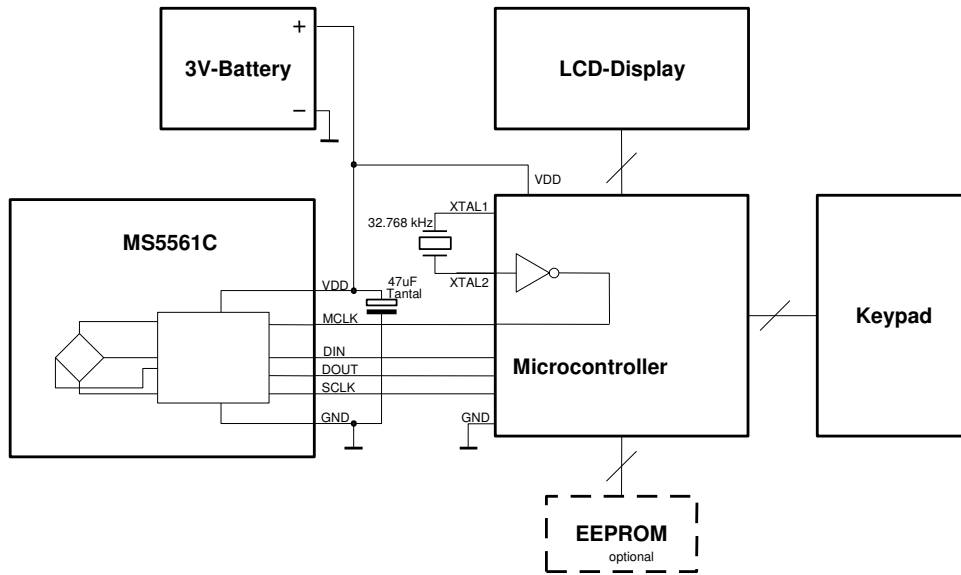 +
3V-Battery
−
LCD-Display
VDD
XTAL1
32.768 kHz
XTAL2
MS5561C
VDD
47uF
Tantal
MCLK
DIN
DOUT
SCLK
GND
Microcontroller
GND
Keypad
EEPROM
optional